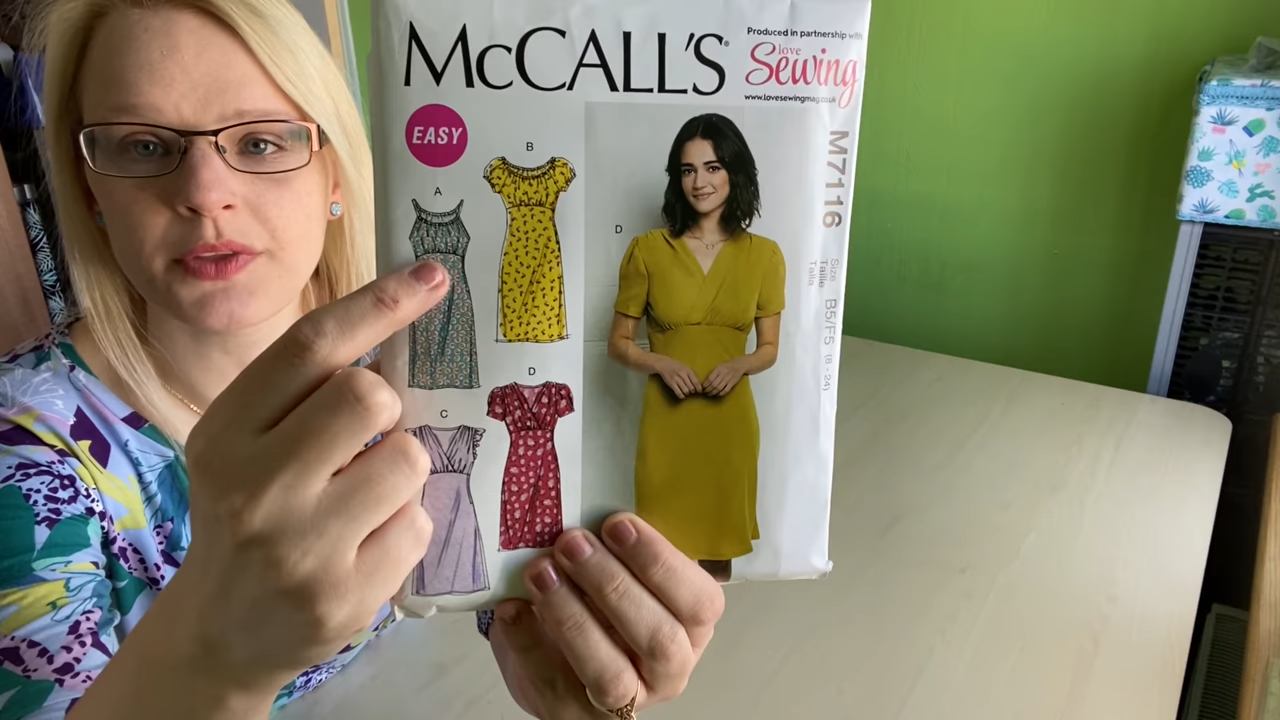 McCALL'S
Produced in partnership with
love
Sewing
www.lovesewingmag.co.uk
EASY
A
B
C
D
D
M7116
Size
Taille
Talla
B5/F5 (8 - 24)